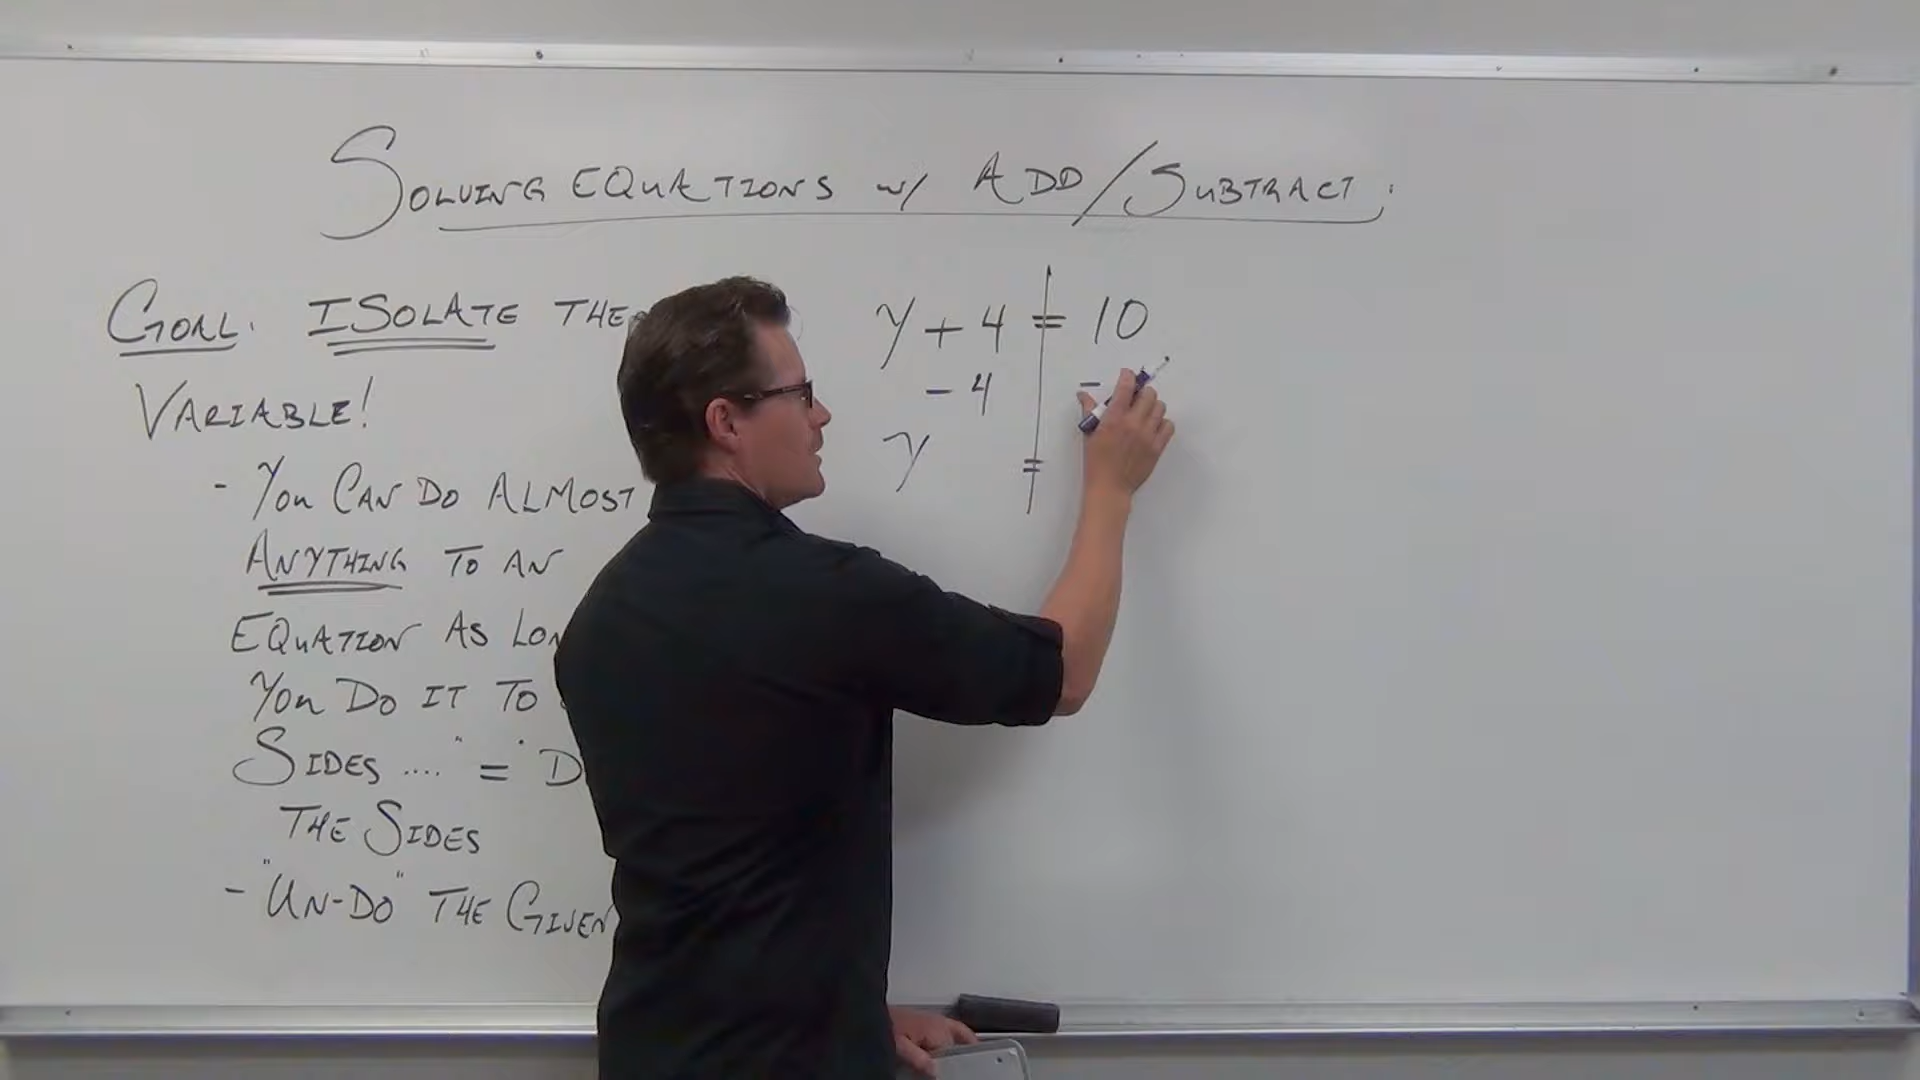 SOLVING EQUATIONS w/ ADD/SUBTRACT.
GOAL. ISOLATE THE
VARIABLE!
- YOU CAN DO ALMOST
ANYTHING TO AN
EQUATION AS
YOU DO IT TO
SIDES .... "="
THE SIDES
- "UN-DO" THE GIVEN
y + 4 = 10
- 4 -
y =